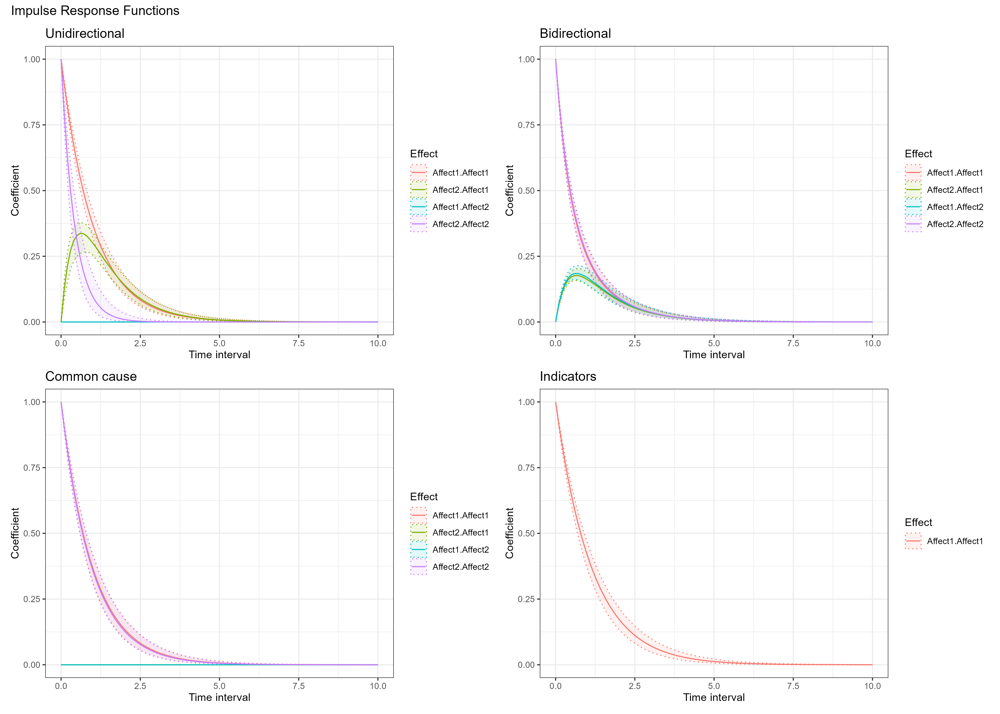 Impulse Response Functions
Unidirectional
Coefficient
1.00
0.75
0.50
0.25
0.00
0.0 2.5 5.0 7.5 10.0
Time interval
Effect
Affect1.Affect1
Affect2.Affect1
Affect1.Affect2
Affect2.Affect2
Bidirectional
Coefficient
1.00
0.75
0.50
0.25
0.00
0.0 2.5 5.0 7.5 10.0
Time interval
Effect
Affect1.Affect1
Affect2.Affect1
Affect1.Affect2
Affect2.Affect2
Common cause
Coefficient
1.00
0.75
0.50
0.25
0.00
0.0 2.5 5.0 7.5 10.0
Time interval
Effect
Affect1.Affect1
Affect2.Affect1
Affect1.Affect2
Affect2.Affect2
Indicators
Coefficient
1.00
0.75
0.50
0.25
0.00
0.0 2.5 5.0 7.5 10.0
Time interval
Effect
Affect1.Affect1